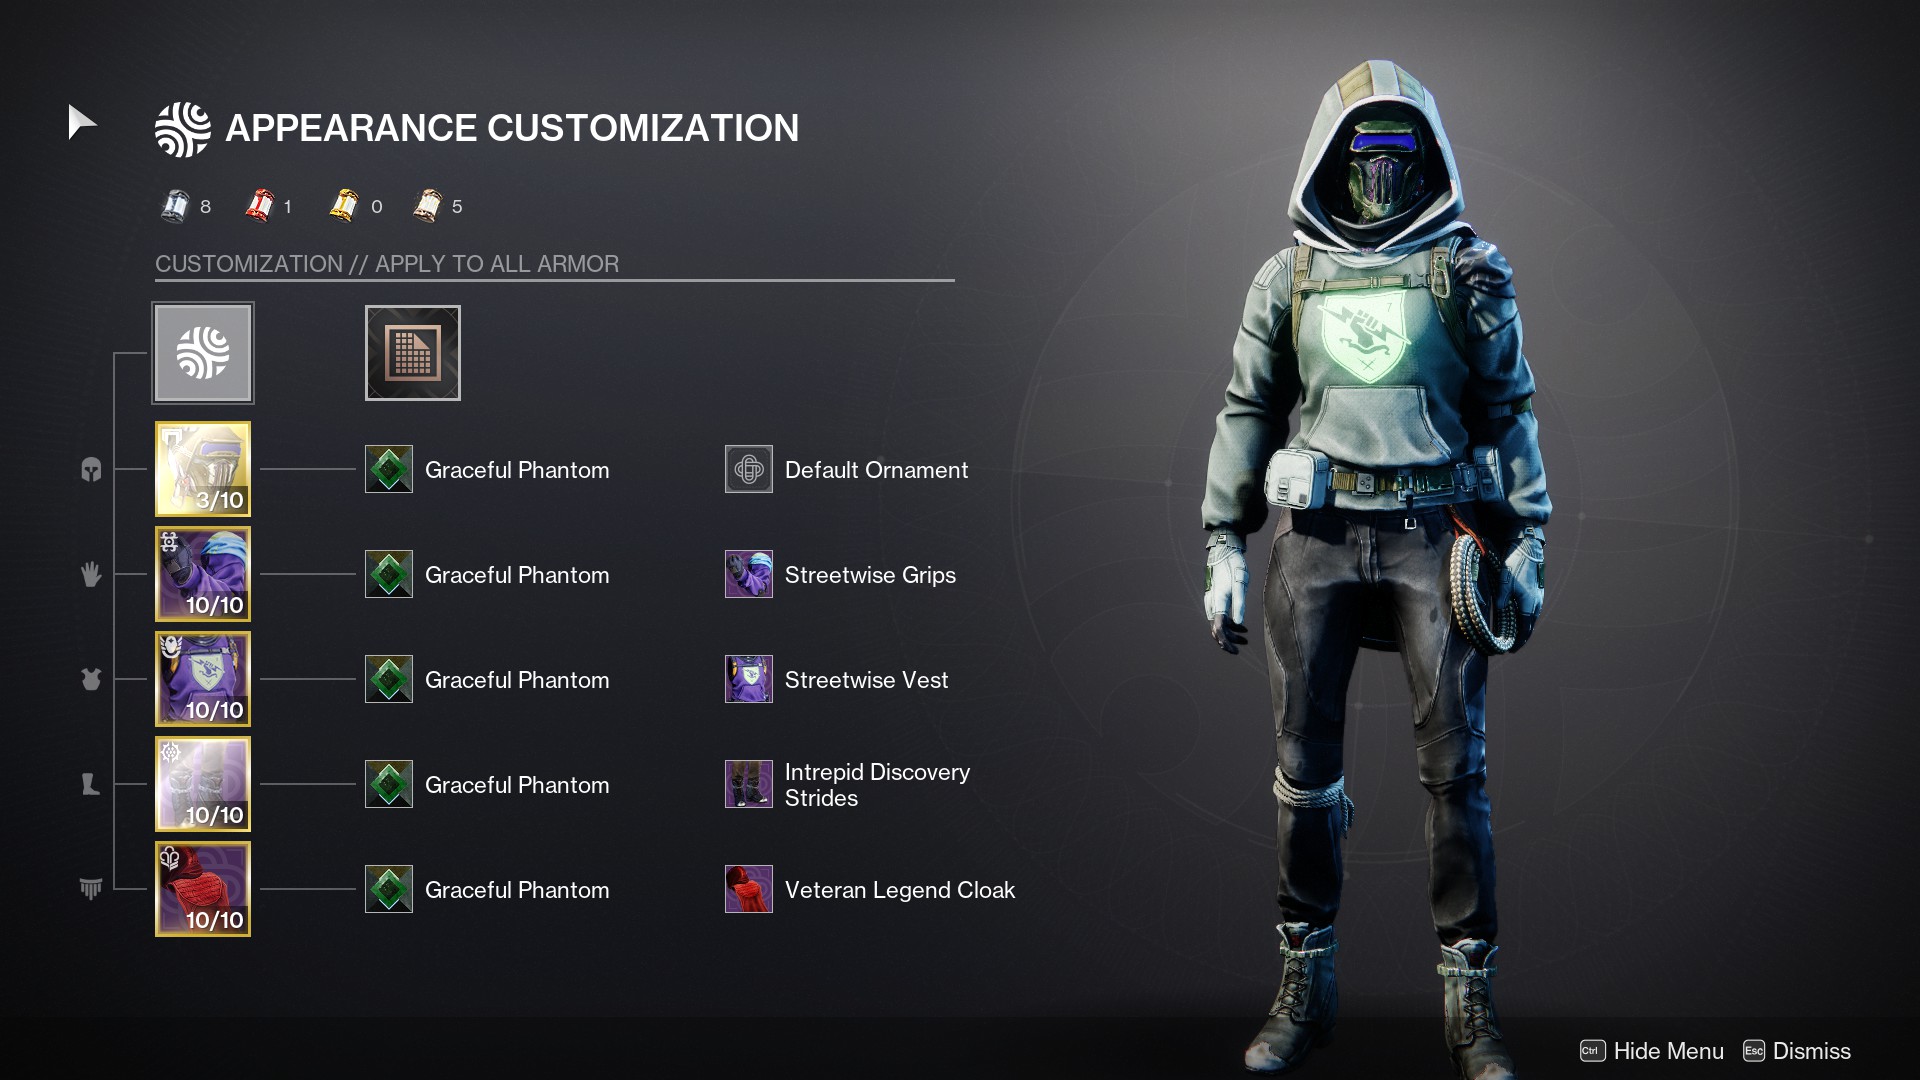 APPEARANCE CUSTOMIZATION
8 1 0 5
CUSTOMIZATION // APPLY TO ALL ARMOR
3/10 Graceful Phantom Default Ornament
10/10 Graceful Phantom Streetwise Grips
10/10 Graceful Phantom Streetwise Vest
10/10 Graceful Phantom Intrepid Discovery
Strides
10/10 Graceful Phantom Veteran Legend Cloak
7
Ctrl Hide Menu Esc Dismiss